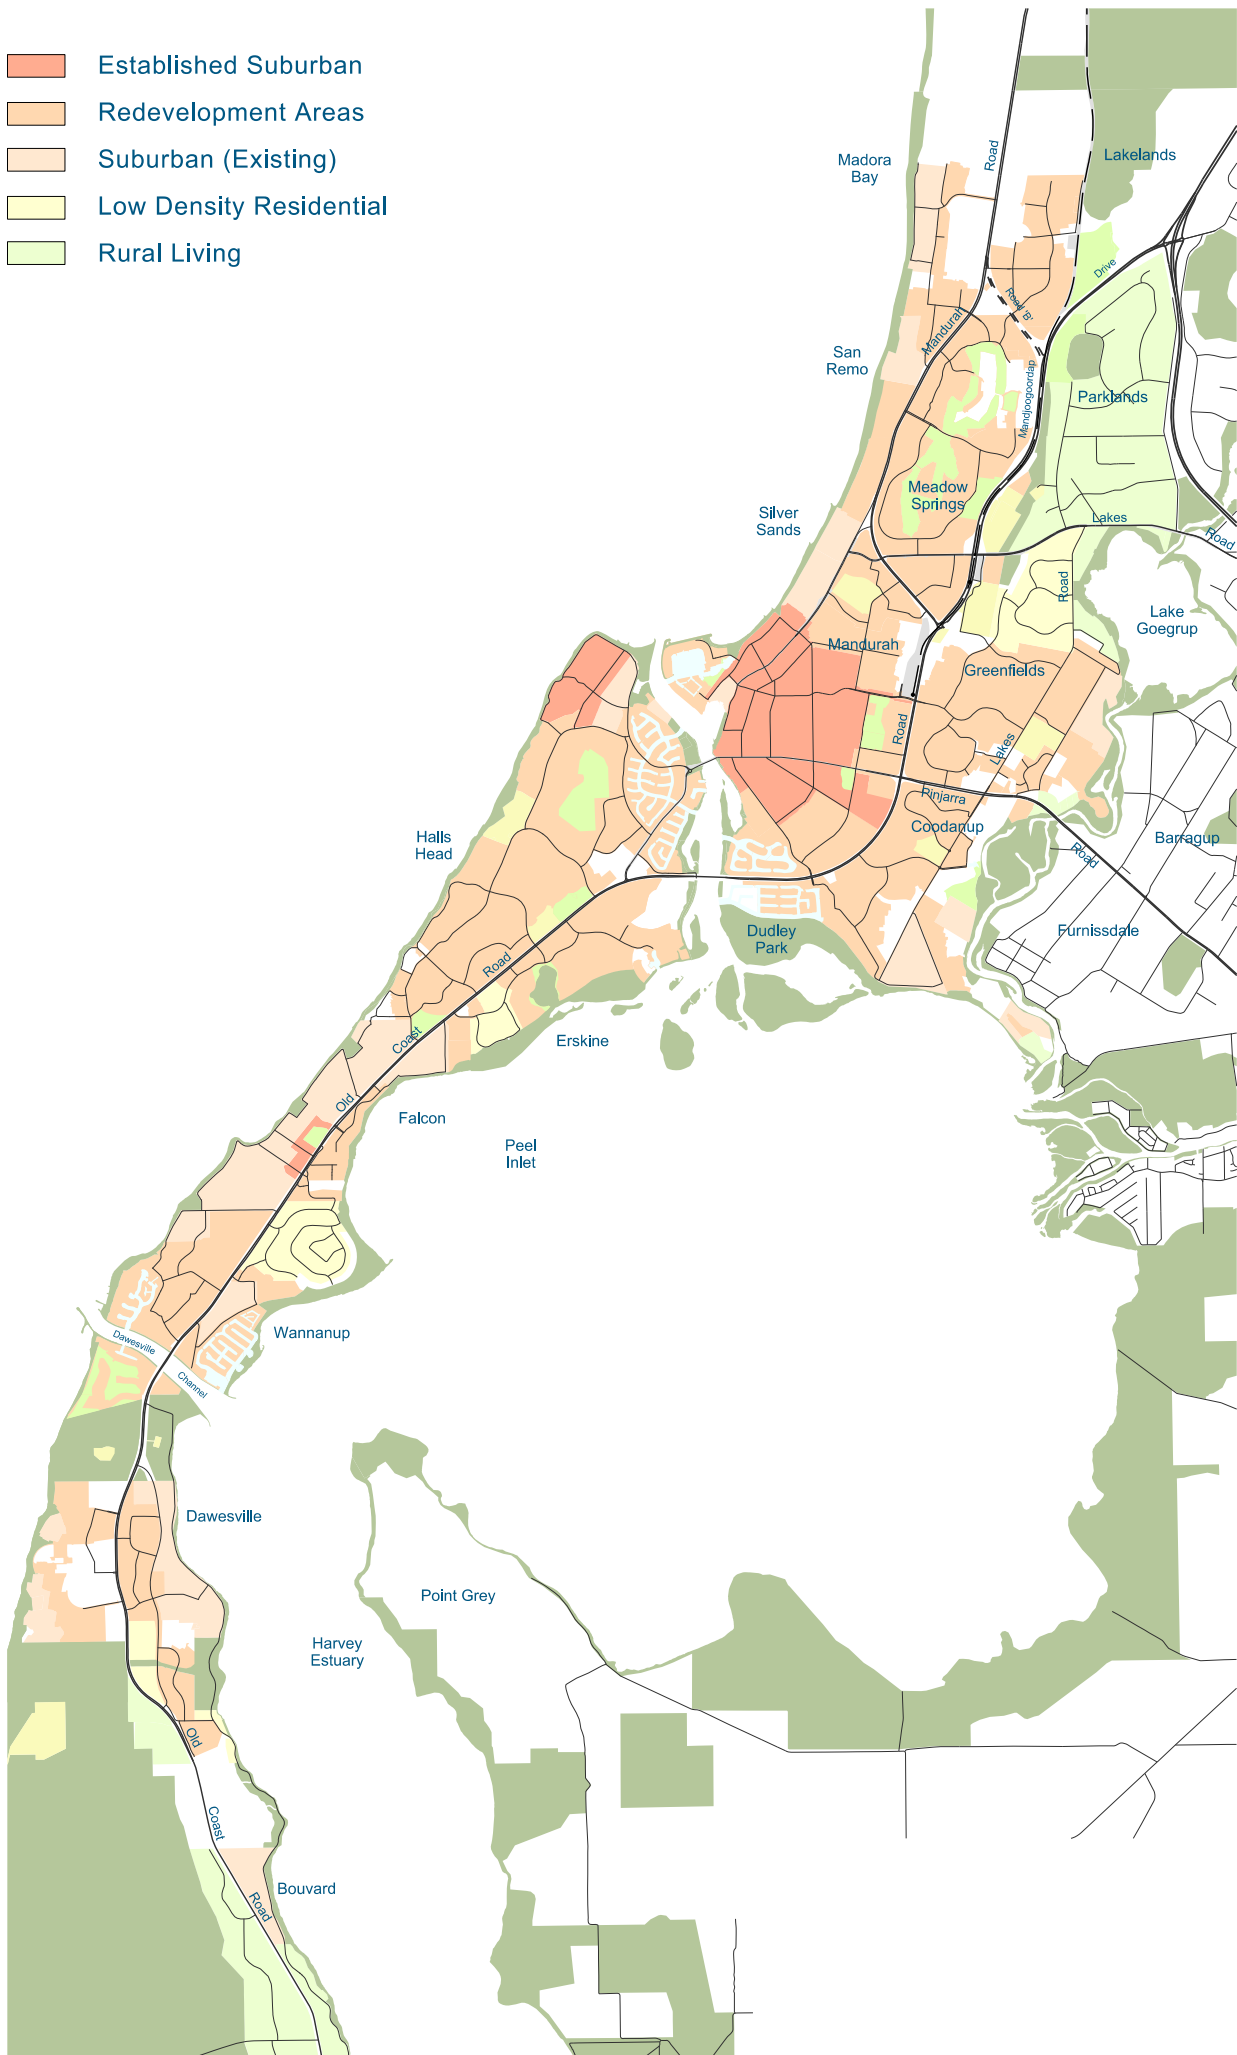 Established Suburban
Redevelopment Areas
Suburban (Existing)
Low Density Residential
Rural Living
Madora
Bay
Road
Lakelands
Drive
Road 'B'
Mandurah
San
Remo
Mandjoogoordap
Parklands
Meadow
Springs
Silver
Sands
Lakes
Road
Road
Lake
Goegrup
Mandurah
Greenfields
Road
Lakes
Pinjarra
Coodanup
Halls
Head
Road
Barragup
Dudley
Park
Furnissdale
Road
Coast
Erskine
Old
Falcon
Peel
Inlet
Wannanup
Dawesville
Channel
Dawesville
Point Grey
Harvey
Estuary
Old
Coast
Bouvard
Road